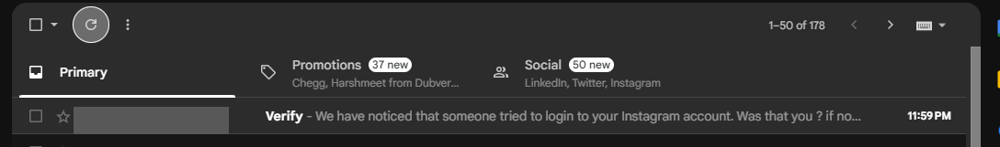 1–50 of 178
Primary
Promotions 37 new
Chegg, Harshmeet from Dubver...
Social 50 new
LinkedIn, Twitter, Instagram
Verify - We have noticed that someone tried to login to your Instagram account. Was that you ? if no... 11:59 PM